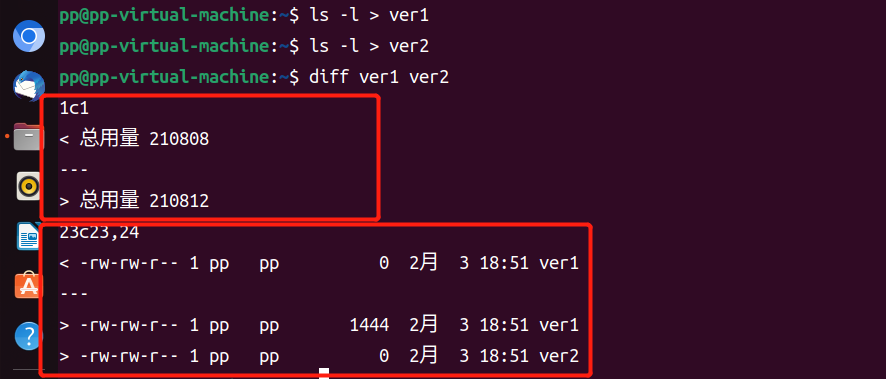 pp@pp-virtual-machine:~$ ls -l > ver1
pp@pp-virtual-machine:~$ ls -l > ver2
pp@pp-virtual-machine:~$ diff ver1 ver2
1c1
< 总用量 210808
---
> 总用量 210812
23c23,24
< -rw-rw-r-- 1 pp   pp          0  2月  3 18:51 ver1
---
> -rw-rw-r-- 1 pp   pp       1444  2月  3 18:51 ver1
> -rw-rw-r-- 1 pp   pp          0  2月  3 18:51 ver2